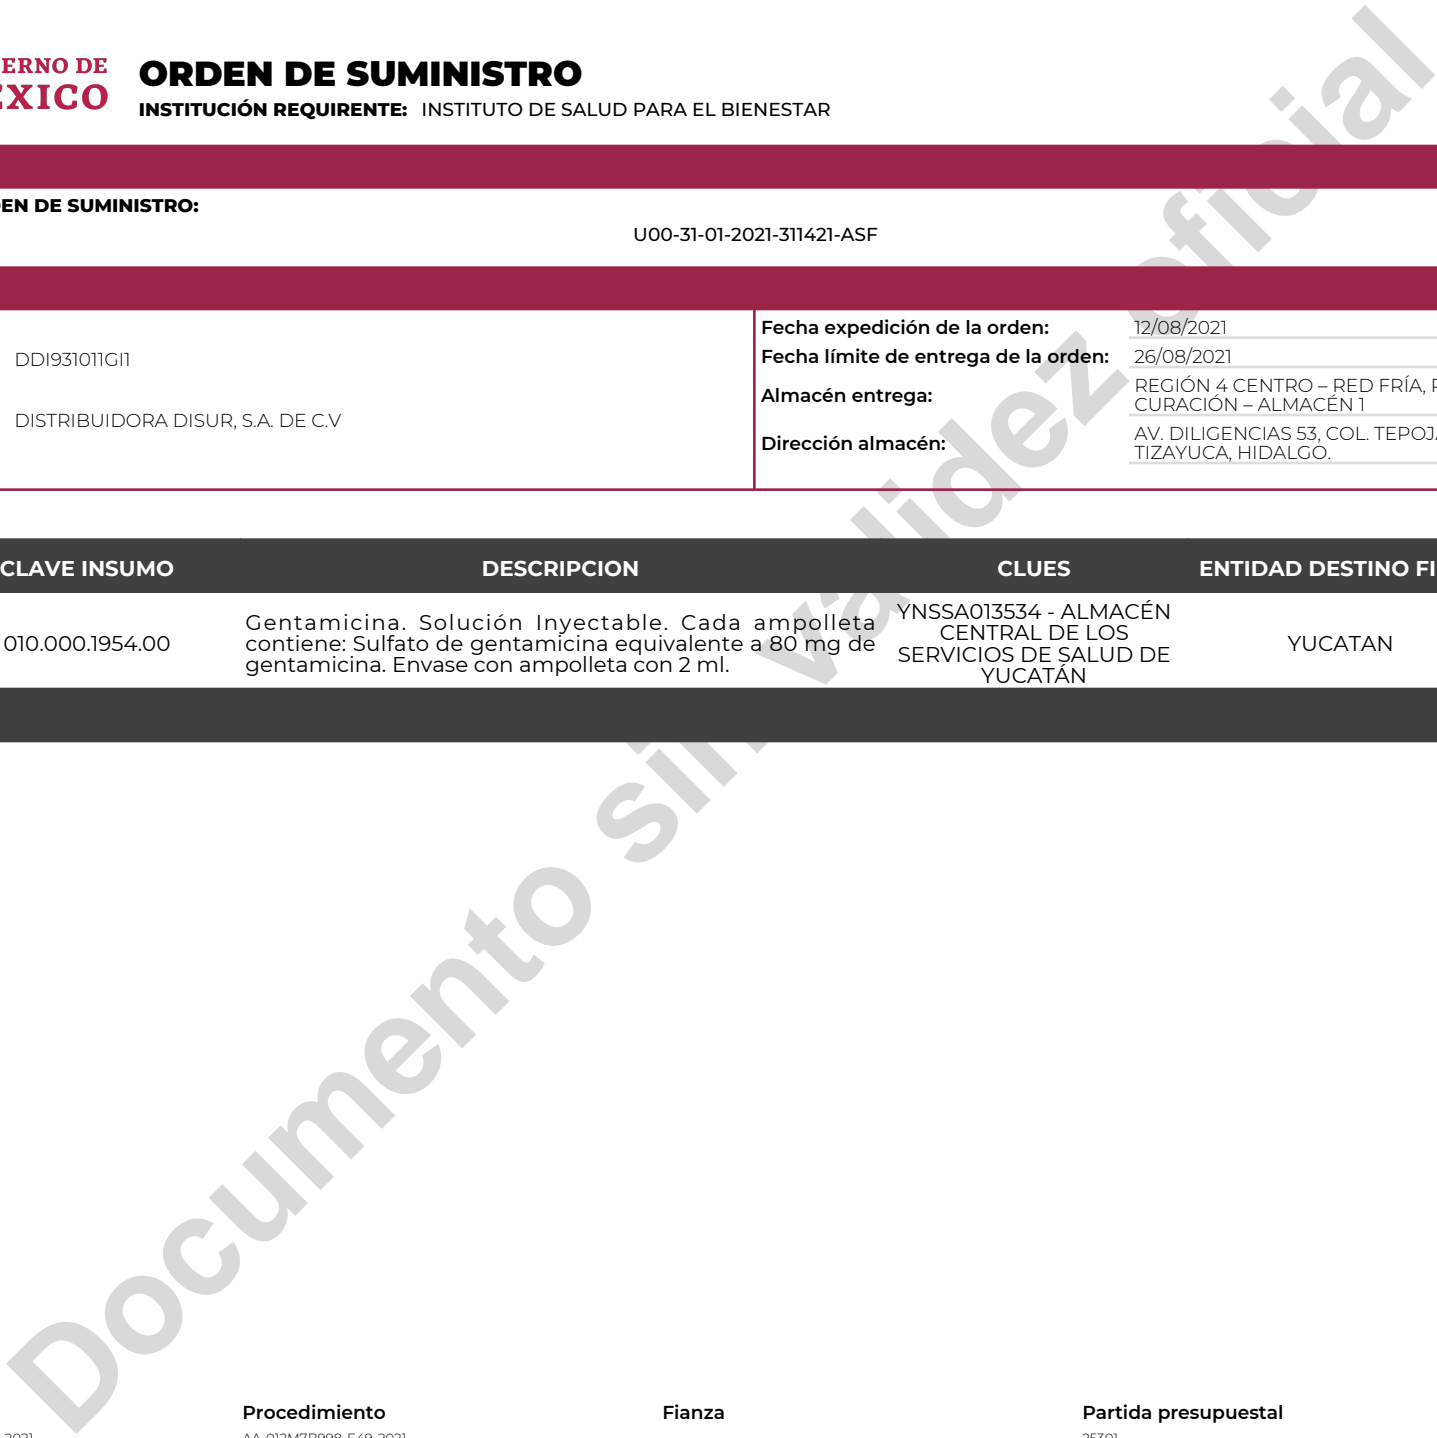 ERNO DE
ORDEN DE SUMINISTRO
INSTITUCIÓN REQUIRENTE: INSTITUTO DE SALUD PARA EL BIENESTAR
EN DE SUMINISTRO:
U00-31-01-2021-311421-ASF
DDI931011GI1
DISTRIBUIDORA DISUR, S.A. DE C.V
Fecha expedición de la orden: 12/08/2021
Fecha límite de entrega de la orden: 26/08/2021
Almacén entrega: REGIÓN 4 CENTRO – RED FRÍA,
CURACIÓN – ALMACÉN 1
Dirección almacén: AV. DILIGENCIAS 53, COL. TEPOJ
TIZAYUCA, HIDALGO.
CLAVE INSUMO DESCRIPCION CLUES ENTIDAD DESTINO FI
010.000.1954.00
Gentamicina. Solución Inyectable. Cada ampolleta
contiene: Sulfato de gentamicina equivalente a 80 mg de
gentamicina. Envase con ampolleta con 2 ml.
YNSSA013534 - ALMACÉN
CENTRAL DE LOS
SERVICIOS DE SALUD DE
YUCATÁN
YUCATAN
Documento sin validez oficial
Procedimiento Fianza Partida presupuestal